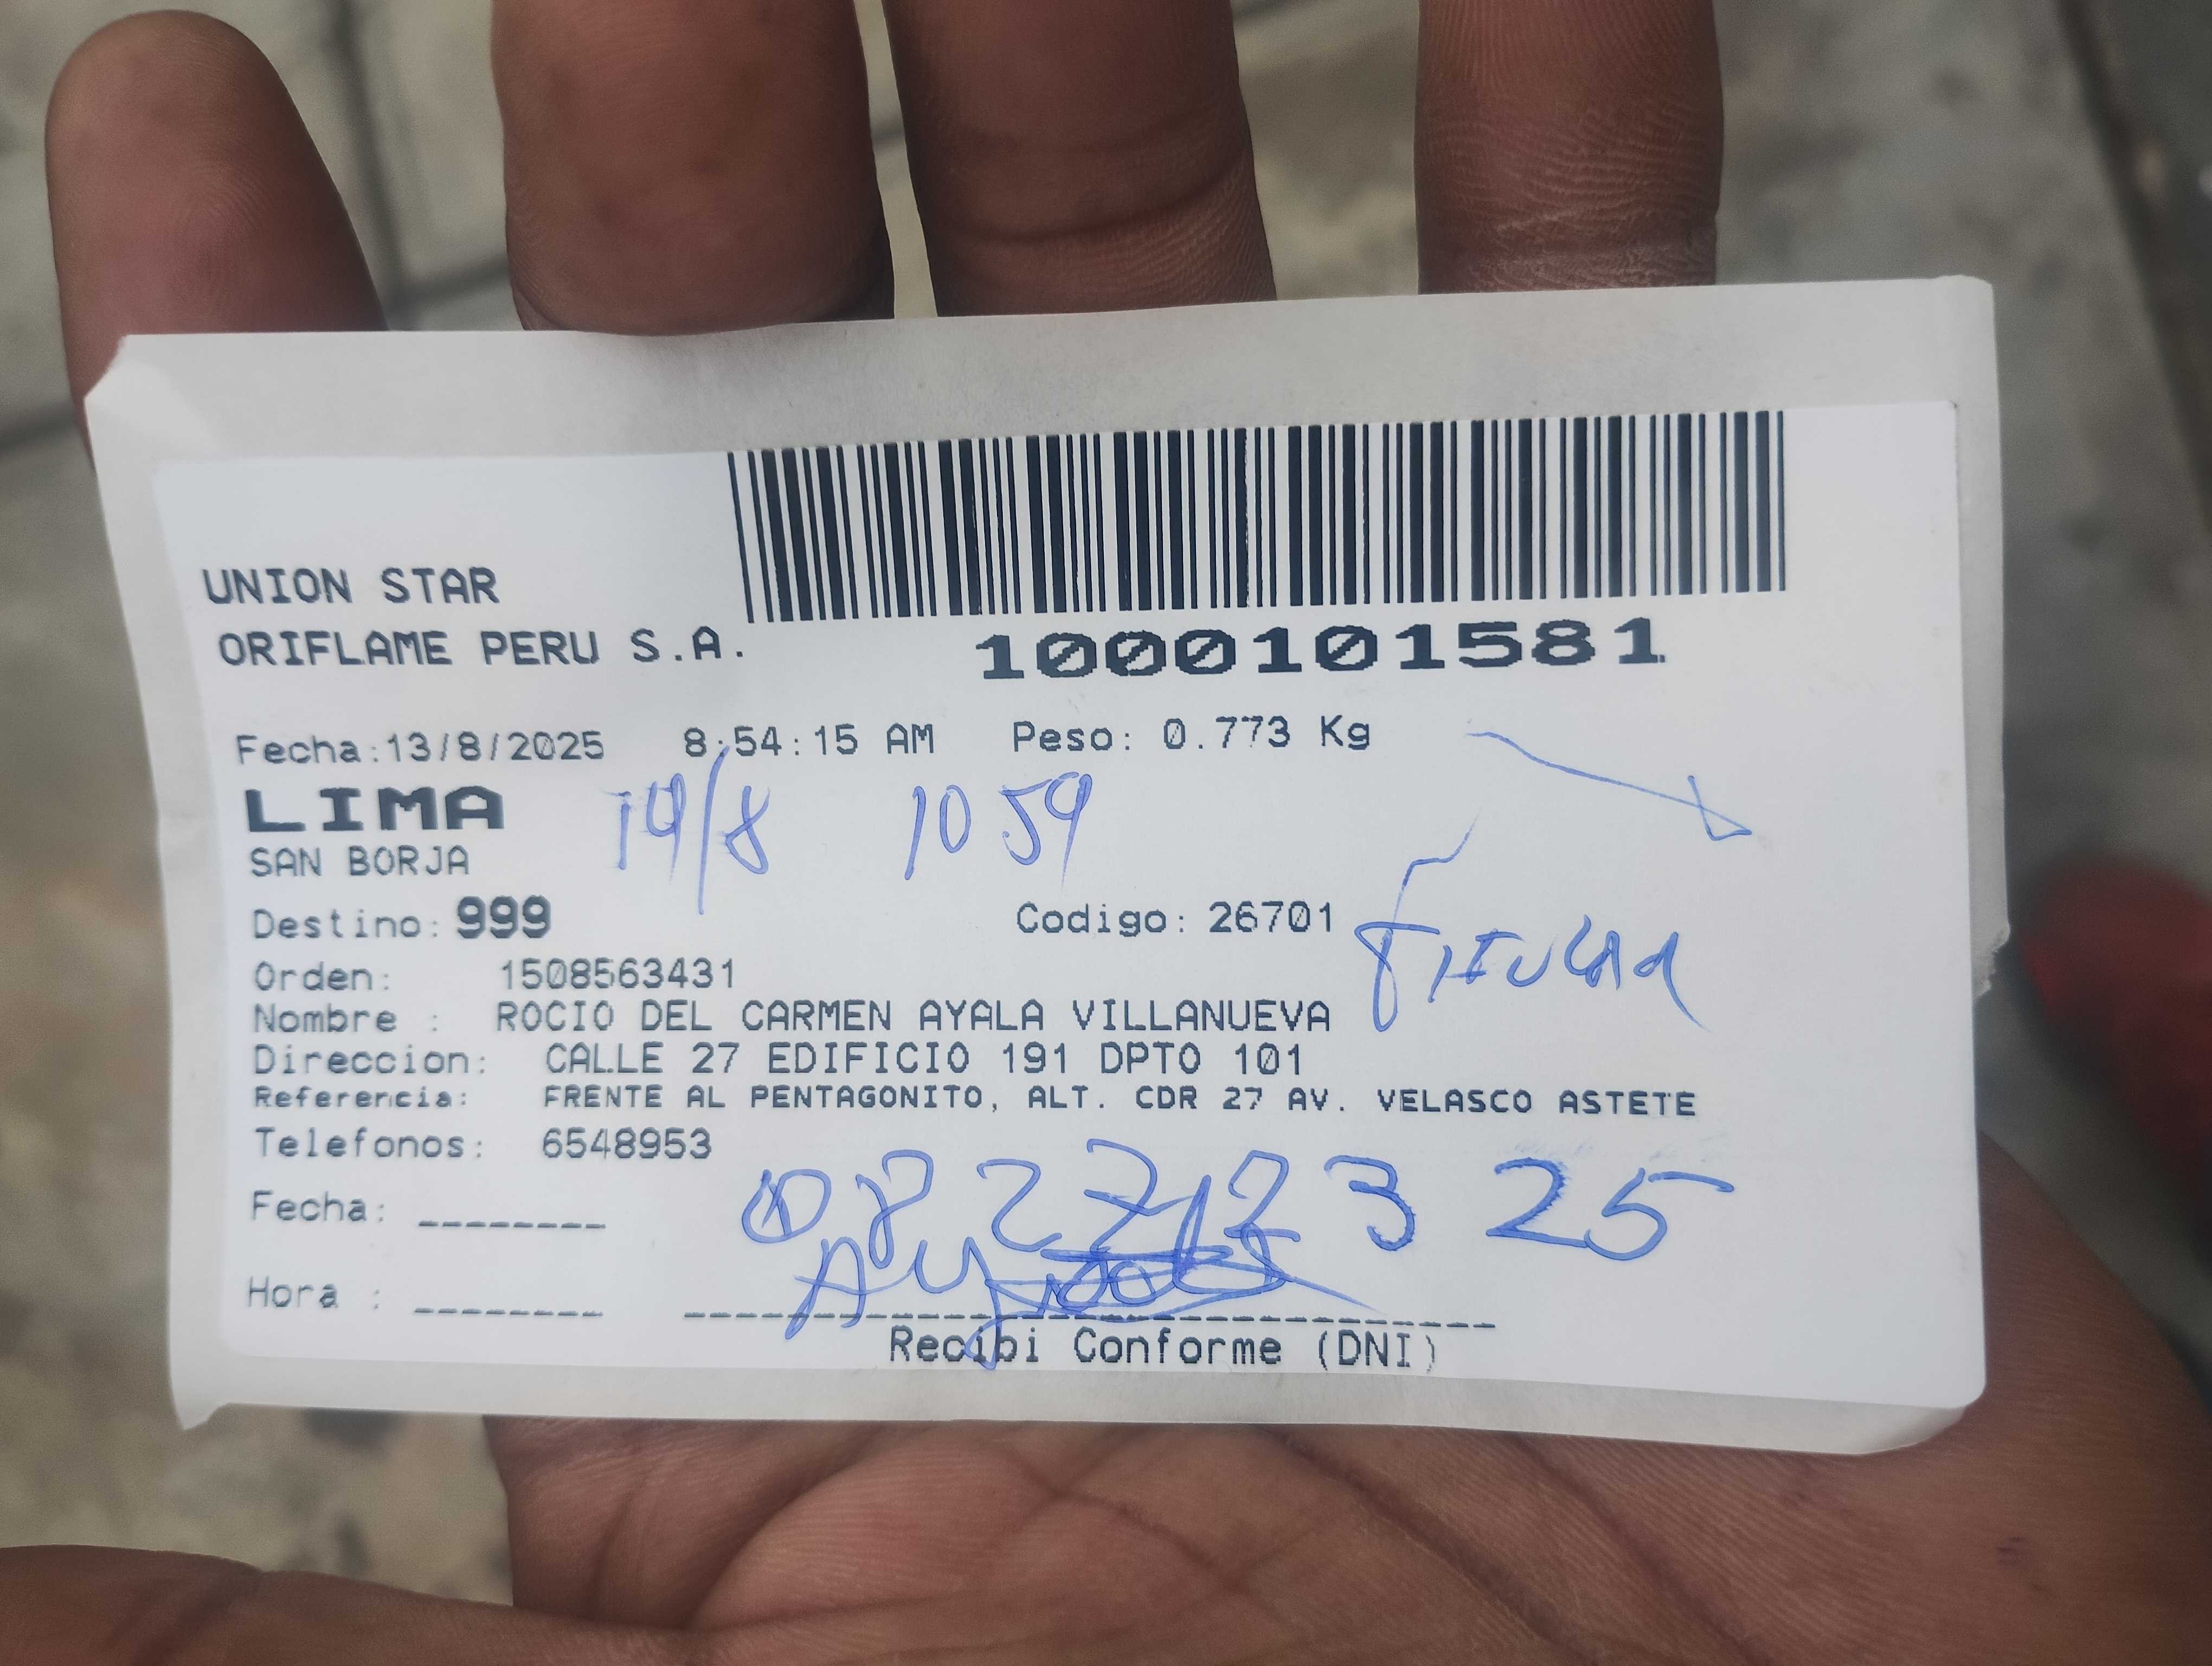 UNION STAR
ORIFLAME PERU S.A.
1000101581
Fecha:13/8/2025 8:54:15 AM Peso: 0.773 Kg
LIMA
14/8 10 59
SAN BORJA
Destino: 999 Codigo: 26701
Titular
Orden: 1508563431
Nombre : ROCIO DEL CARMEN AYALA VILLANUEVA
Direccion: CALLE 27 EDIFICIO 191 DPTO 101
Referencia: FRENTE AL PENTAGONITO, ALT. CDR 27 AV. VELASCO ASTETE
Telefonos: 6548953
Fecha: --------
Hora : --------
Recibi Conforme (DNI)